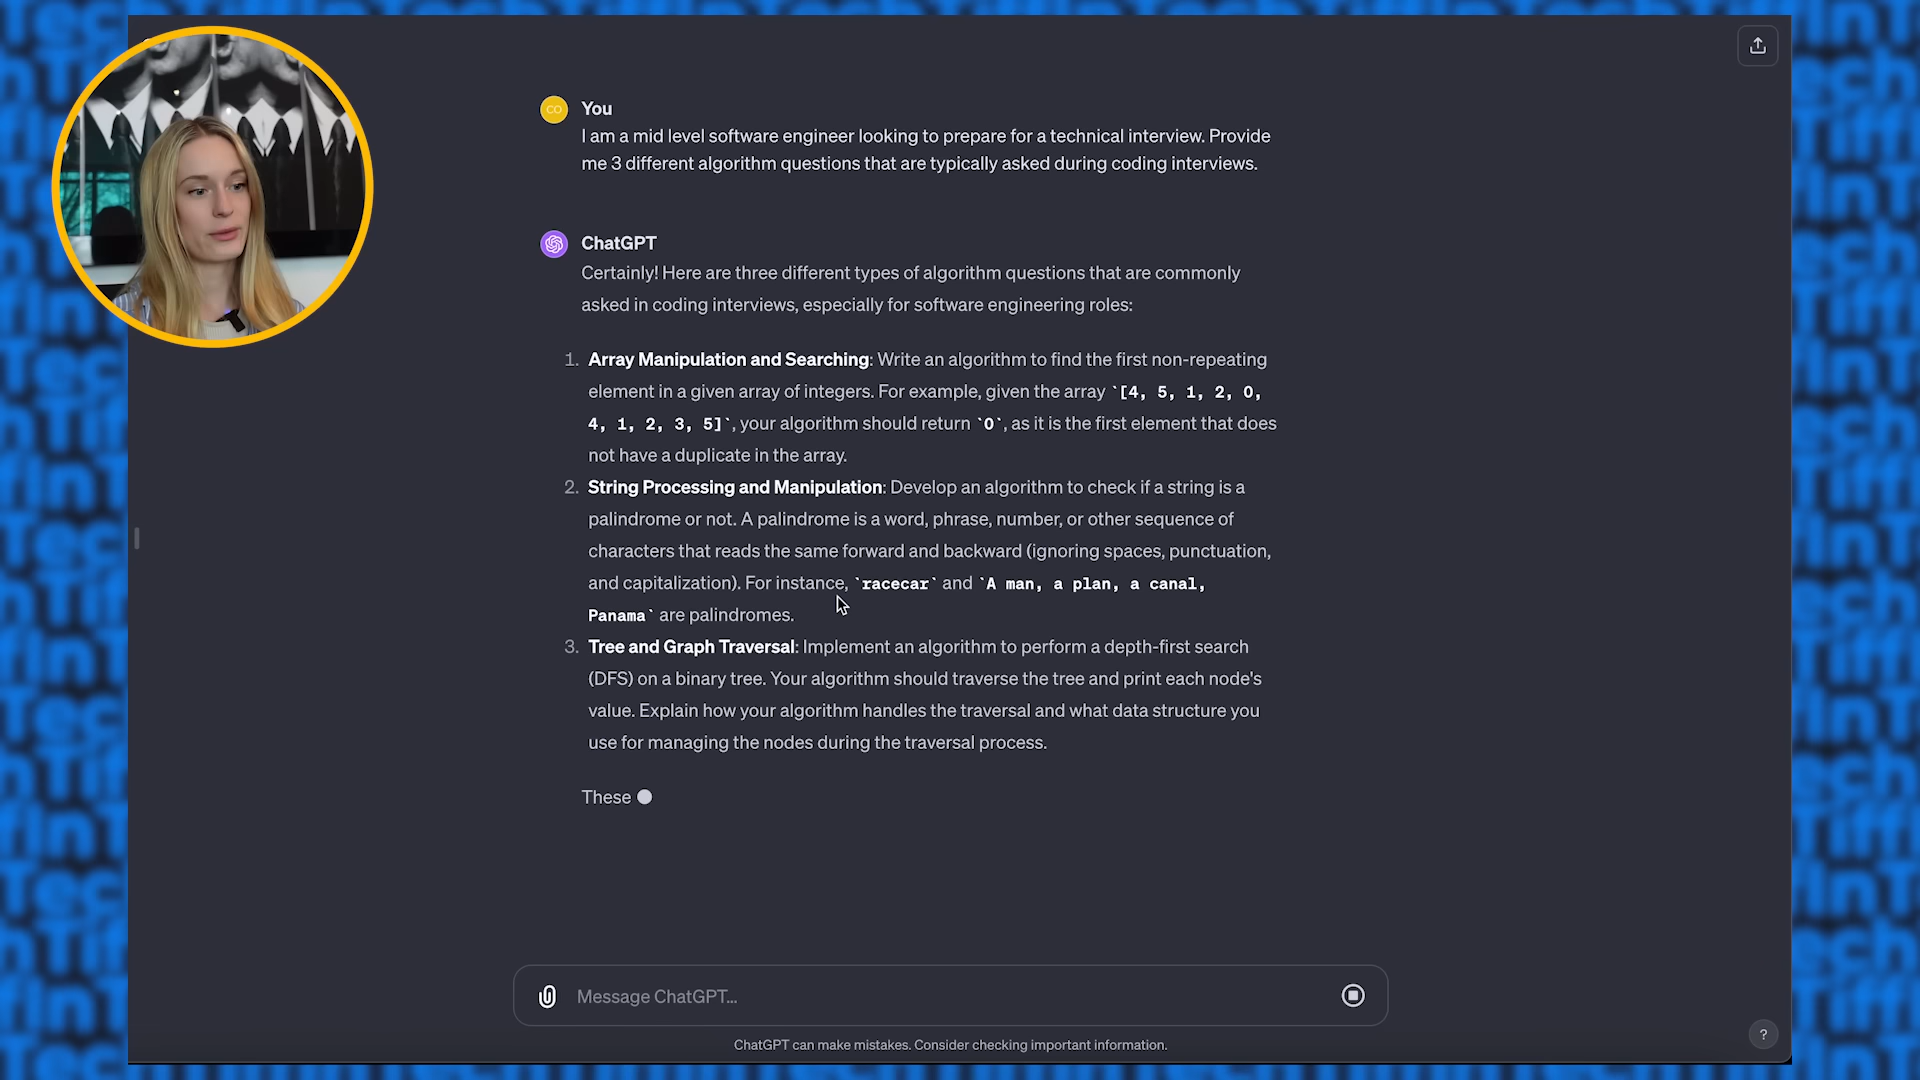 You
I am a mid level software engineer looking to prepare for a technical interview. Provide
me 3 different algorithm questions that are typically asked during coding interviews.
ChatGPT
Certainly! Here are three different types of algorithm questions that are commonly
asked in coding interviews, especially for software engineering roles:
1. Array Manipulation and Searching: Write an algorithm to find the first non-repeating
element in a given array of integers. For example, given the array `[4, 5, 1, 2, 0,
4, 1, 2, 3, 5]`, your algorithm should return `0`, as it is the first element that does
not have a duplicate in the array.
2. String Processing and Manipulation: Develop an algorithm to check if a string is a
palindrome or not. A palindrome is a word, phrase, number, or other sequence of
characters that reads the same forward and backward (ignoring spaces, punctuation,
and capitalization). For instance, `racecar` and `A man, a plan, a canal,
Panama` are palindromes.
3. Tree and Graph Traversal: Implement an algorithm to perform a depth-first search
(DFS) on a binary tree. Your algorithm should traverse the tree and print each node's
value. Explain how your algorithm handles the traversal and what data structure you
use for managing the nodes during the traversal process.
These
Message ChatGPT...
ChatGPT can make mistakes. Consider checking important information.
?
CO